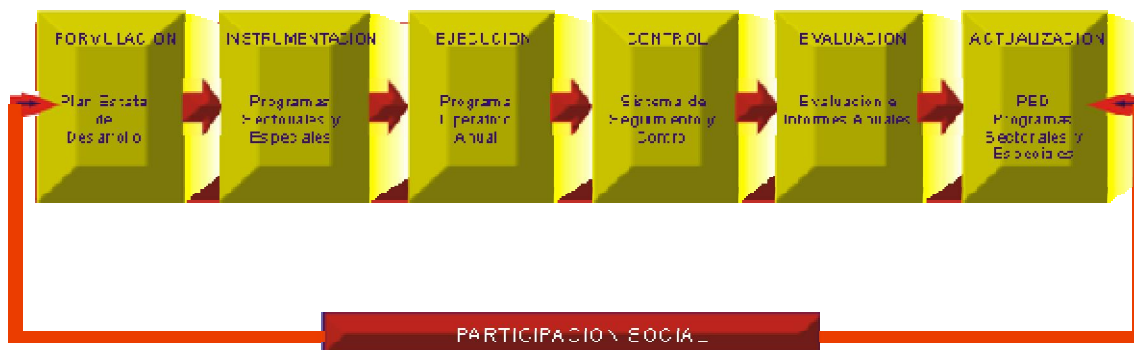 FORMULACION
Plan Estatal
de
Desarrollo
INSTRUMENTACION
Programas
Sectoriales y
Especiales
EJECUCION
Programa
Operativo
Anual
CONTROL
Sistema de
Seguimiento y
Control
EVALUACION
Evaluacion e
Informes Anuales
ACTUALIZACION
PED
Programas
Sectoriales y
Especiales
PARTICIPACION SOCIAL